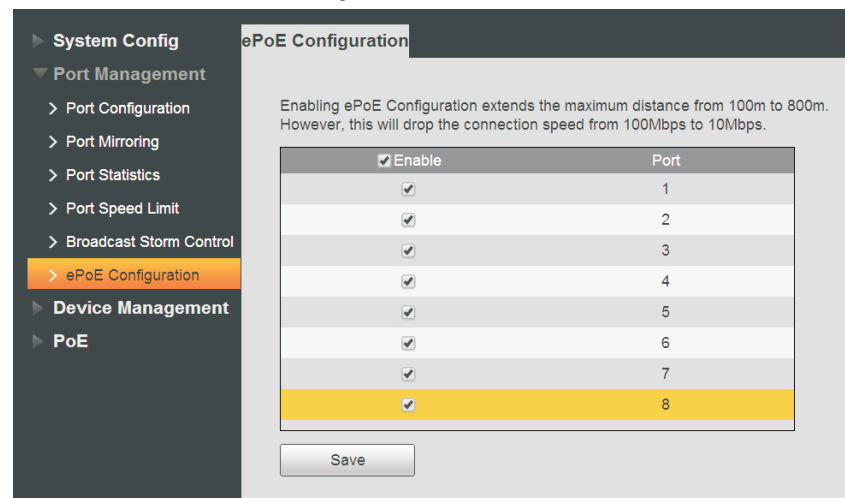 System Config
Port Management
Port Configuration
Port Mirroring
Port Statistics
Port Speed Limit
Broadcast Storm Control
ePoE Configuration
Device Management
PoE
ePoE Configuration
Enabling ePoE Configuration extends the maximum distance from 100m to 800m.
However, this will drop the connection speed from 100Mbps to 10Mbps.
Enable Port
1
2
3
4
5
6
7
8
Save